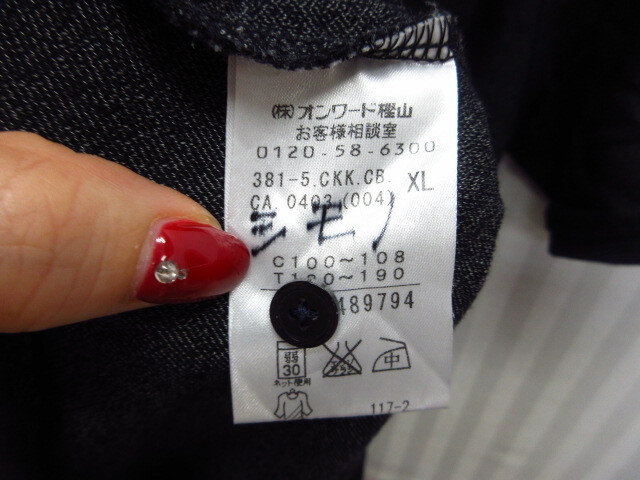 (株)オンワード樫山
お客様相談室
0120-58-6300
381-5.CKK.CB. XL
CA.0403(004)
シモノ
C100～108
T180～190
489794
弱
30
中
ネット使用
117-2